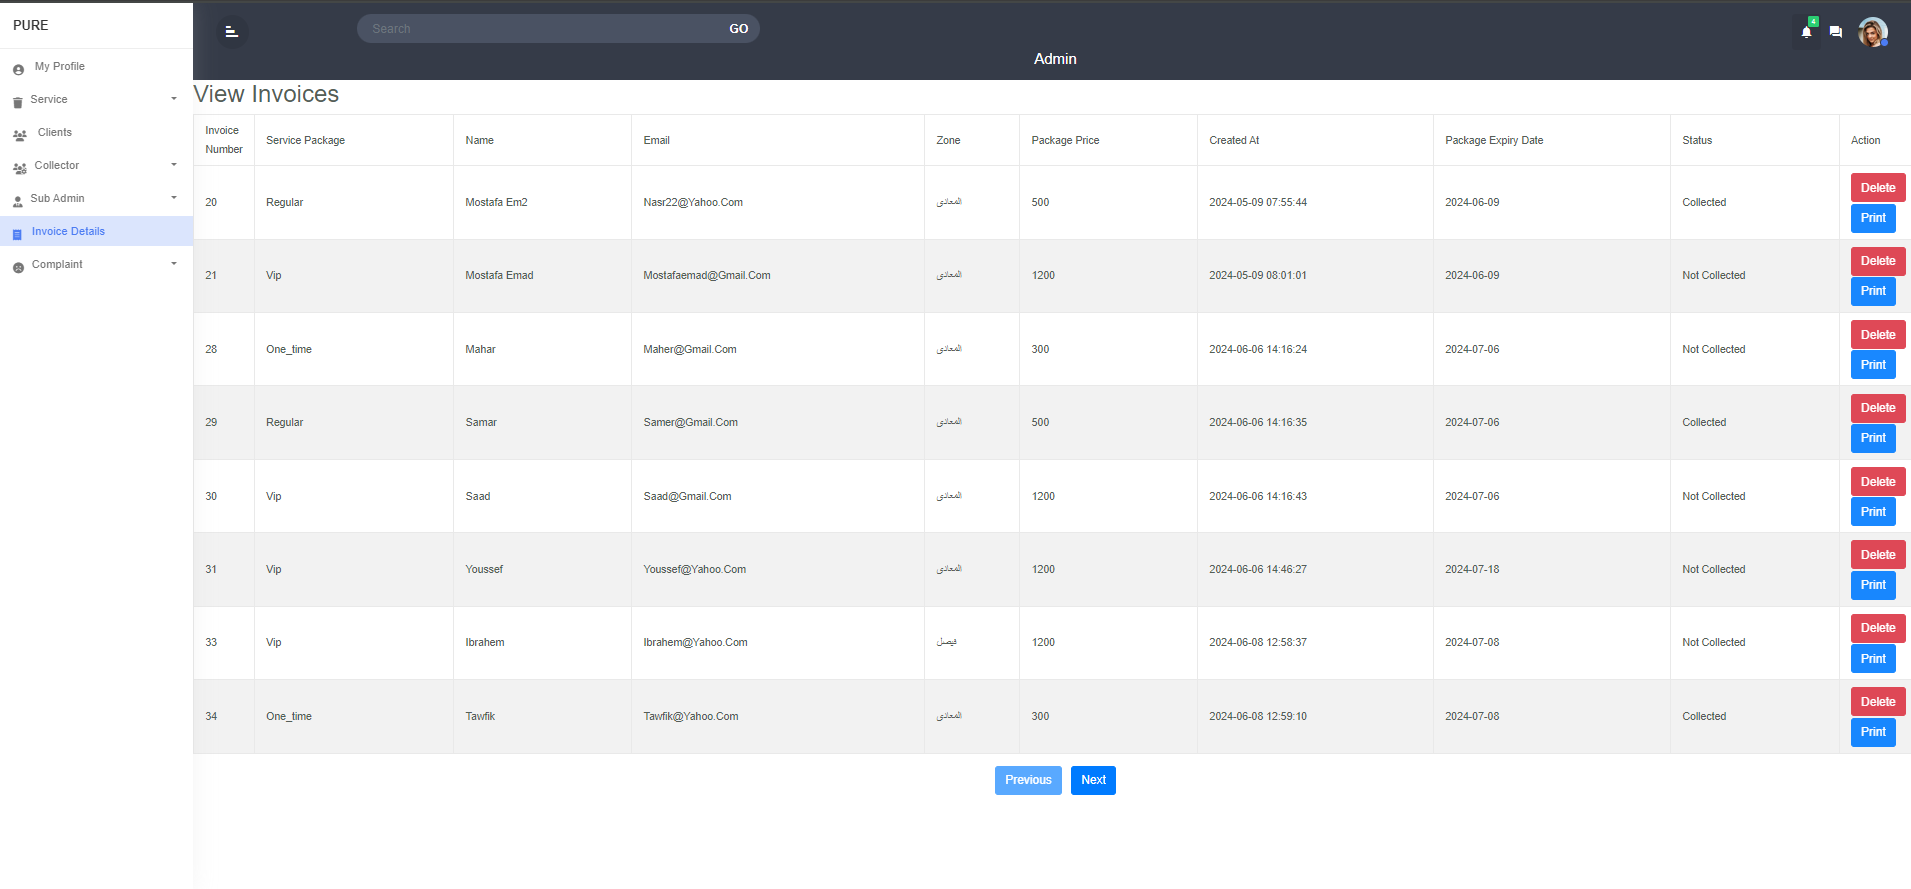 PURE
Search
GO
4
Admin
My Profile
Service
Clients
Collector
Sub Admin
Invoice Details
Complaint
View Invoices
Invoice Number Service Package Name Email Zone Package Price Created At Package Expiry Date Status Action
20 Regular Mostafa Em2 Nasr22@Yahoo.Com المعادى 500 2024-05-09 07:55:44 2024-06-09 Collected Delete Print
21 Vip Mostafa Emad Mostafaemad@Gmail.Com المعادى 1200 2024-05-09 08:01:01 2024-06-09 Not Collected Delete Print
28 One_time Mahar Maher@Gmail.Com المعادى 300 2024-06-06 14:16:24 2024-07-06 Not Collected Delete Print
29 Regular Samar Samer@Gmail.Com المعادى 500 2024-06-06 14:16:35 2024-07-06 Collected Delete Print
30 Vip Saad Saad@Gmail.Com المعادى 1200 2024-06-06 14:16:43 2024-07-06 Not Collected Delete Print
31 Vip Youssef Youssef@Yahoo.Com المعادى 1200 2024-06-06 14:46:27 2024-07-18 Not Collected Delete Print
33 Vip Ibrahem Ibrahem@Yahoo.Com فيصل 1200 2024-06-08 12:58:37 2024-07-08 Not Collected Delete Print
34 One_time Tawfik Tawfik@Yahoo.Com المعادى 300 2024-06-08 12:59:10 2024-07-08 Collected Delete Print
Previous Next